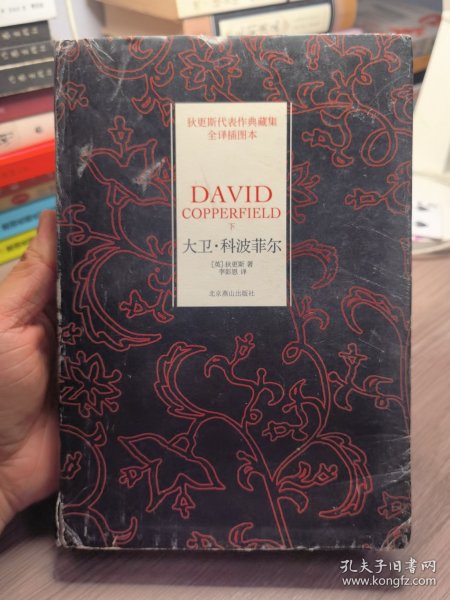 狄更斯代表作典藏集
全译插图本
DAVID
COPPERFIELD
下
大卫·科波菲尔
[英]狄更斯 著
李彭恩 译
北京燕山出版社
孔夫子旧书网
www.kongfz.com